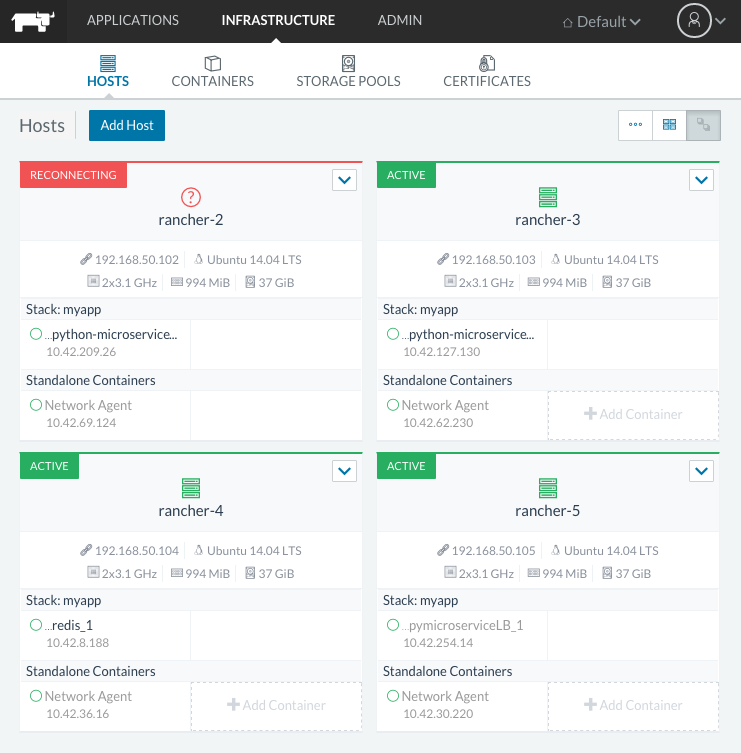 APPLICATIONS INFRASTRUCTURE ADMIN Default
HOSTS CONTAINERS STORAGE POOLS CERTIFICATES
Hosts Add Host
RECONNECTING
rancher-2
192.168.50.102 Ubuntu 14.04 LTS
2x3.1 GHz 994 MiB 37 GiB
Stack: myapp
...python-microservice...
10.42.209.26
Standalone Containers
Network Agent
10.42.69.124
ACTIVE
rancher-3
192.168.50.103 Ubuntu 14.04 LTS
2x3.1 GHz 994 MiB 37 GiB
Stack: myapp
...python-microservice...
10.42.127.130
Standalone Containers
Network Agent
10.42.62.230
Add Container
ACTIVE
rancher-4
192.168.50.104 Ubuntu 14.04 LTS
2x3.1 GHz 994 MiB 37 GiB
Stack: myapp
...redis_1
10.42.8.188
Standalone Containers
Network Agent
10.42.36.16
Add Container
ACTIVE
rancher-5
192.168.50.105 Ubuntu 14.04 LTS
2x3.1 GHz 994 MiB 37 GiB
Stack: myapp
...pymicroserviceLB_1
10.42.254.14
Standalone Containers
Network Agent
10.42.30.220
Add Container